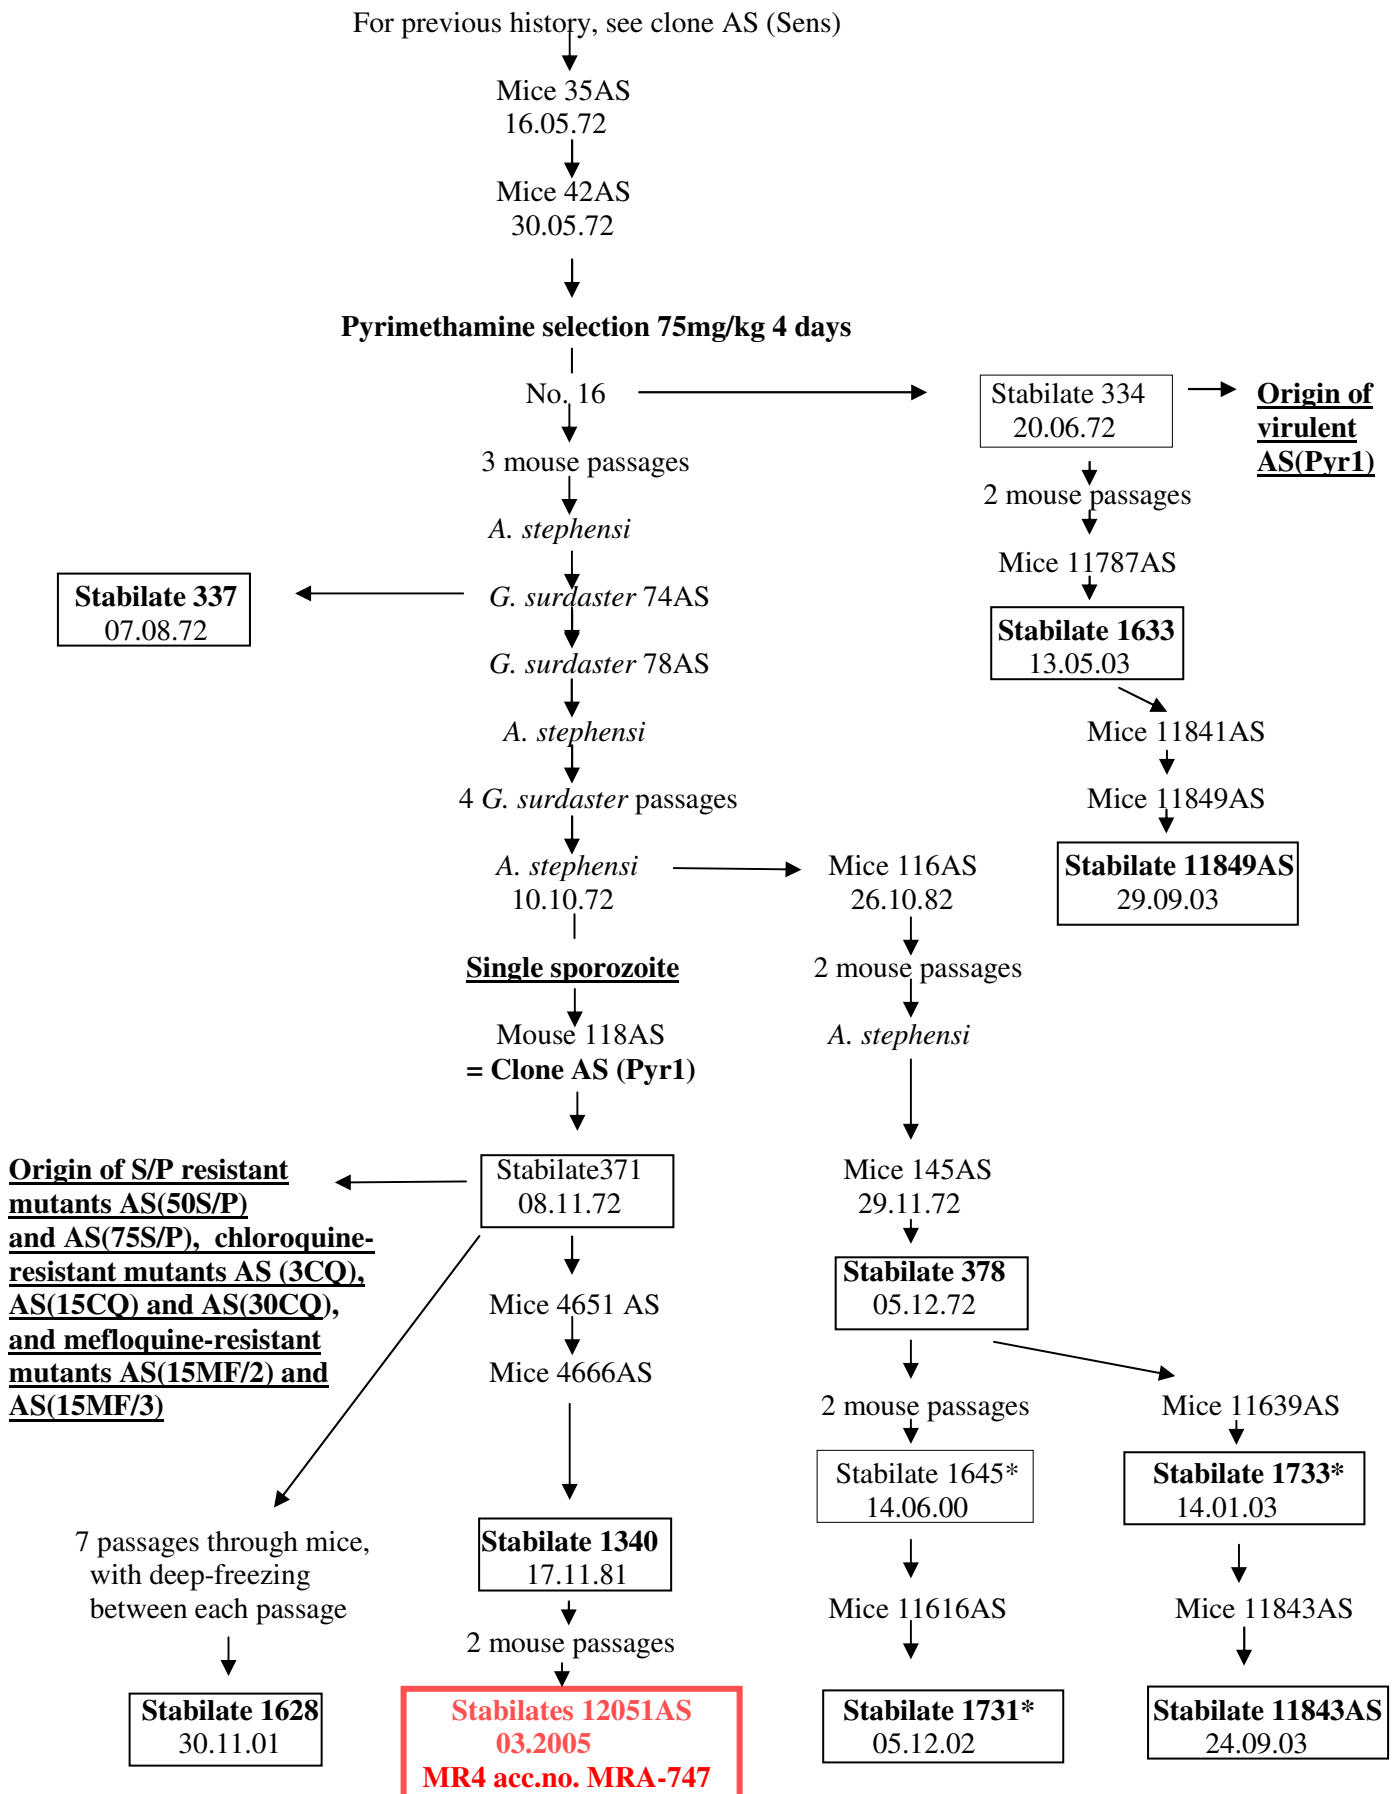 For previous history, see clone AS (Sens)
Mice 35AS
16.05.72
Mice 42AS
30.05.72
Pyrimethamine selection 75mg/kg 4 days
No. 16
Stabilate 334
20.06.72
Origin of
virulent
AS(Pyr1)
3 mouse passages
2 mouse passages
A. stephensi
Mice 11787AS
Stabilate 337
07.08.72
G. surdaster 74AS
Stabilate 1633
13.05.03
G. surdaster 78AS
A. stephensi
Mice 11841AS
4 G. surdaster passages
Mice 11849AS
A. stephensi
10.10.72
Mice 116AS
26.10.82
Stabilate 11849AS
29.09.03
Single sporozoite
2 mouse passages
Mouse 118AS
= Clone AS (Pyr1)
A. stephensi
Origin of S/P resistant
mutants AS(50S/P)
and AS(75S/P), chloroquine-
resistant mutants AS (3CQ),
AS(15CQ) and AS(30CQ),
and mefloquine-resistant
mutants AS(15MF/2) and
AS(15MF/3)
Stabilate371
08.11.72
Mice 145AS
29.11.72
Stabilate 378
05.12.72
Mice 4651 AS
Mice 4666AS
2 mouse passages
Mice 11639AS
Stabilate 1645*
14.06.00
Stabilate 1733*
14.01.03
7 passages through mice,
with deep-freezing
between each passage
Stabilate 1340
17.11.81
Mice 11616AS
Mice 11843AS
2 mouse passages
Stabilate 1628
30.11.01
Stabilates 12051AS
03.2005
MR4 acc.no. MRA-747
Stabilate 1731*
05.12.02
Stabilate 11843AS
24.09.03